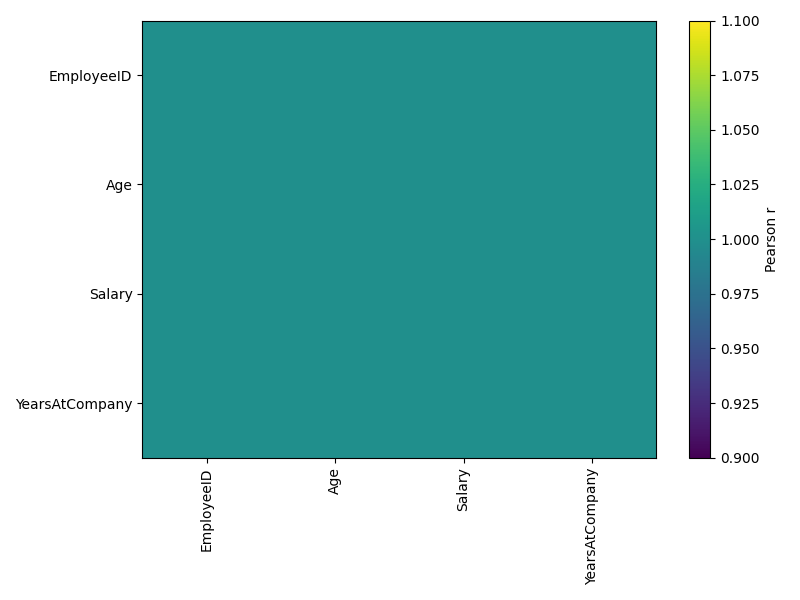 EmployeeID
Age
Salary
YearsAtCompany
EmployeeID
Age
Salary
YearsAtCompany
1.100
1.075
1.050
1.025
1.000
0.975
0.950
0.925
0.900
Pearson r